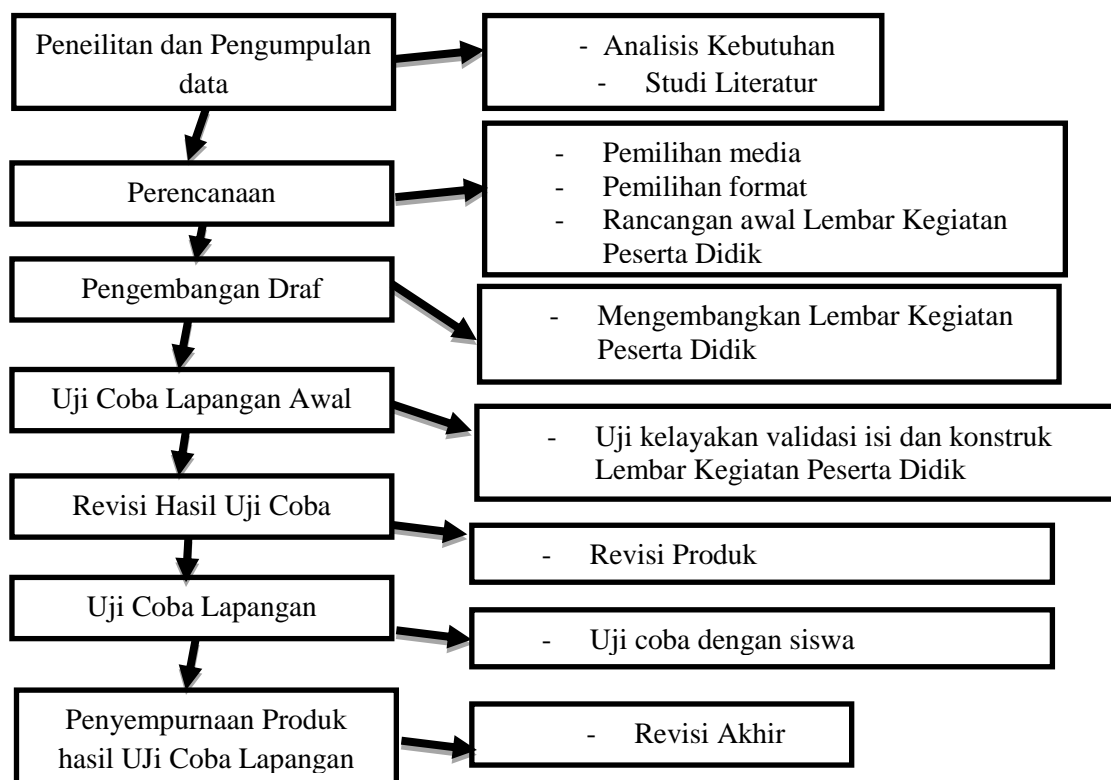 Peneilitan dan Pengumpulan
data
- Analisis Kebutuhan
- Studi Literatur
Perencanaan
- Pemilihan media
- Pemilihan format
- Rancangan awal Lembar Kegiatan
Peserta Didik
Pengembangan Draf
- Mengembangkan Lembar Kegiatan
Peserta Didik
Uji Coba Lapangan Awal
- Uji kelayakan validasi isi dan konstruk
Lembar Kegiatan Peserta Didik
Revisi Hasil Uji Coba
- Revisi Produk
Uji Coba Lapangan
- Uji coba dengan siswa
Penyempurnaan Produk
hasil UJi Coba Lapangan
- Revisi Akhir